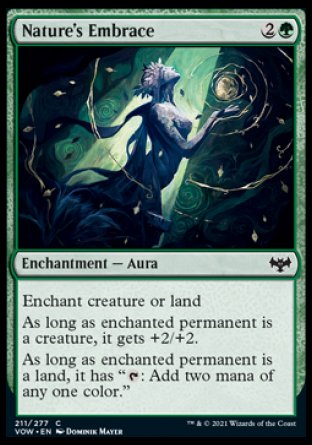 Nature's Embrace 2
Enchantment — Aura
Enchant creature or land
As long as enchanted permanent is
a creature, it gets +2/+2.
As long as enchanted permanent is
a land, it has “: Add two mana of
any one color.”
211/277 C
VOW • EN DOMINIK MAYER
™ & © 2021 Wizards of the Coast